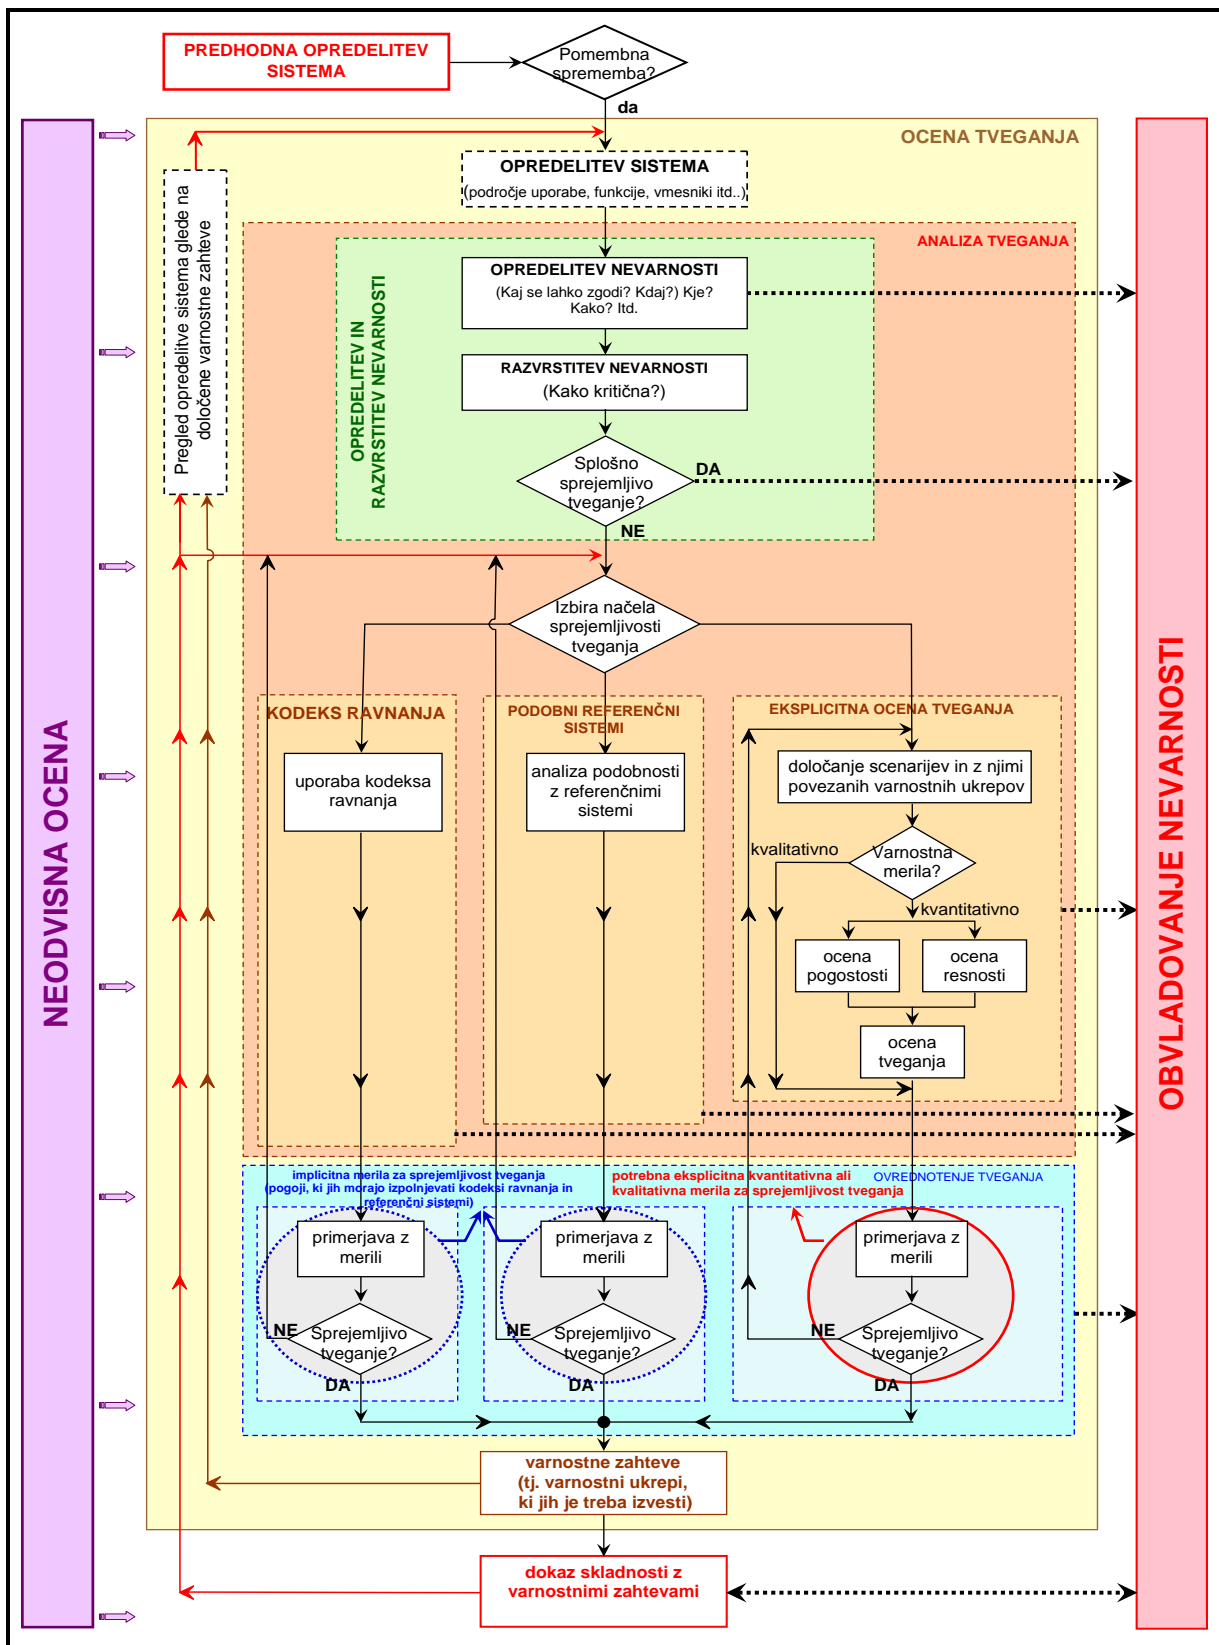 PREDHODNA OPREDELITEV
SISTEMA
Pomembna
sprememba?
da
NEODVISNA OCENA
OCENA TVEGANJA
OBVLADOVANJE NEVARNOSTI
Pregled opredelitve sistema glede na
določene varnostne zahteve
OPREDELITEV SISTEMA
(področje uporabe, funkcije, vmesniki itd..)
ANALIZA TVEGANJA
OPREDELITEV IN
RAZVRSTITEV NEVARNOSTI
OPREDELITEV NEVARNOSTI
(Kaj se lahko zgodi? Kdaj?) Kje?
Kako? Itd.
RAZVRSTITEV NEVARNOSTI
(Kako kritična?)
Splošno
sprejemljivo
tveganje?
DA
NE
Izbira načela
sprejemljivosti
tveganja
KODEKS RAVNANJA
uporaba kodeksa
ravnanja
PODOBNI REFERENČNI
SISTEMI
analiza podobnosti
z referenčnimi
sistemi
EKSPLICITNA OCENA TVEGANJA
določanje scenarijev in z njimi
povezanih varnostnih ukrepov
kvalitativno
Varnostna
merila?
kvantitativno
ocena
pogostosti
ocena
resnosti
ocena
tveganja
implicitna merila za sprejemljivost tveganja
(pogoji, ki jih morajo izpolnjevati kodeksi ravnanja in
referenčni sistemi)
potrebna eksplicitna kvantitativna ali
kvalitativna merila za sprejemljivost tveganja
OVREDNOTENJE TVEGANJA
primerjava z
merili
NE
Sprejemljivo
tveganje?
DA
primerjava z
merili
NE
Sprejemljivo
tveganje?
DA
primerjava z
merili
NE
Sprejemljivo
tveganje?
DA
varnostne zahteve
(tj. varnostni ukrepi,
ki jih je treba izvesti)
dokaz skladnosti z
varnostnimi zahtevami